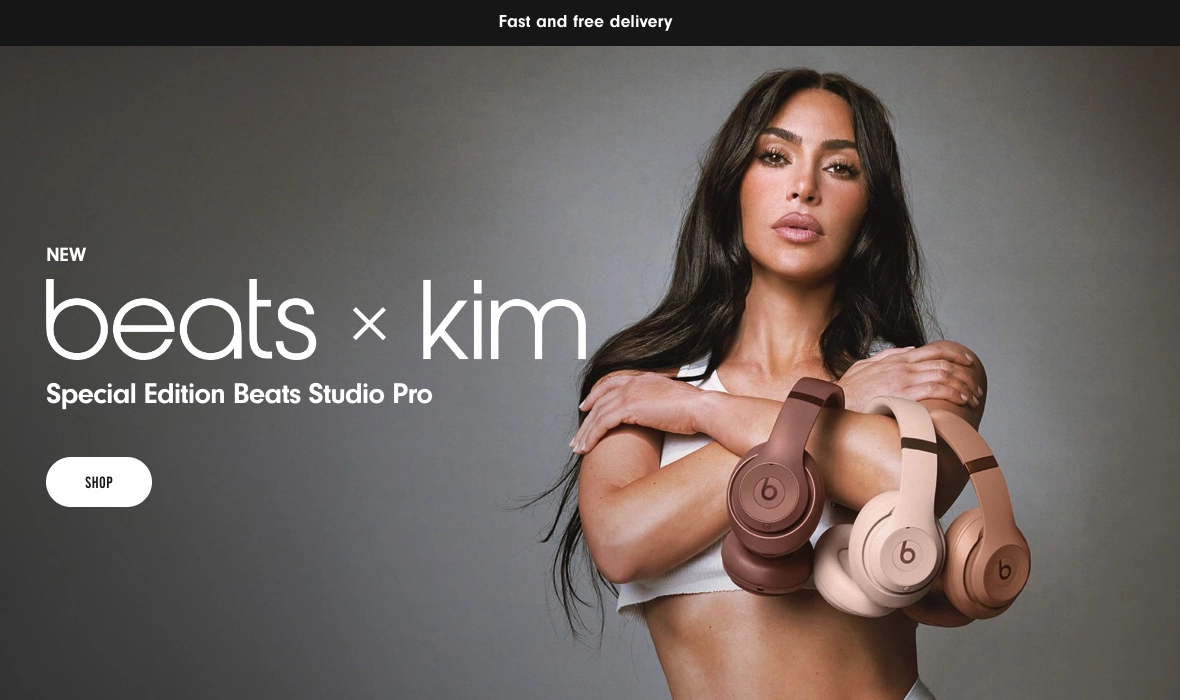 Fast and free delivery
NEW
beats × kim
Special Edition Beats Studio Pro
SHOP